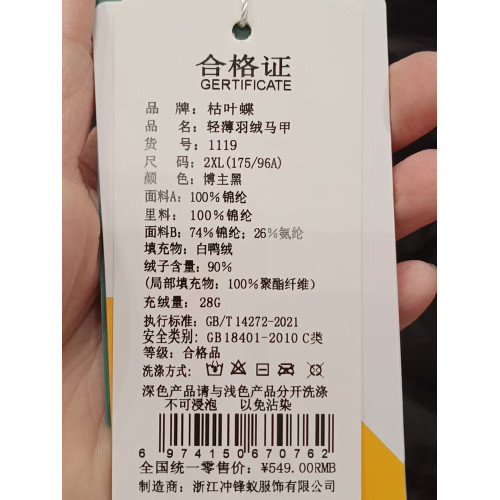 合格证
GERTIFICATE
品 牌：枯叶蝶
品 名：轻薄羽绒马甲
货 号：1119
尺 码：2XL(175/96A)
颜 色：博主黑
面料A：100%锦纶
里料：100%锦纶
面料B：74%锦纶；26%氨纶
填充物：白鸭绒
绒子含量：90%
(局部填充物：100%聚酯纤维)
充绒量：28G
执行标准：GB/T 14272-2021
安全类别：GB 18401-2010 C类
等级：合格品
洗涤方式：
深色产品请与浅色产品分开洗涤
不可浸泡 以免沾染
6 974150 670762
全国统一零售价：¥549.00RMB
制造商：浙江冲锋蚁服饰有限公司